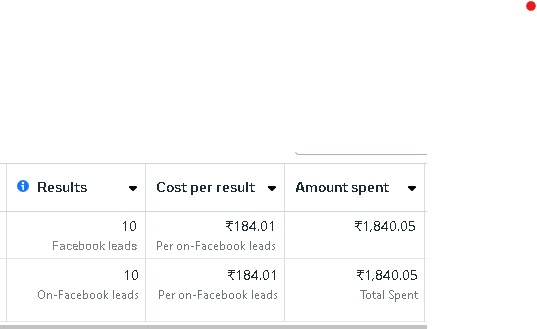 Results Cost per result Amount spent
10 ₹184.01 ₹1,840.05
Facebook leads Per on-Facebook leads
10 ₹184.01 ₹1,840.05
On-Facebook leads Per on-Facebook leads Total Spent